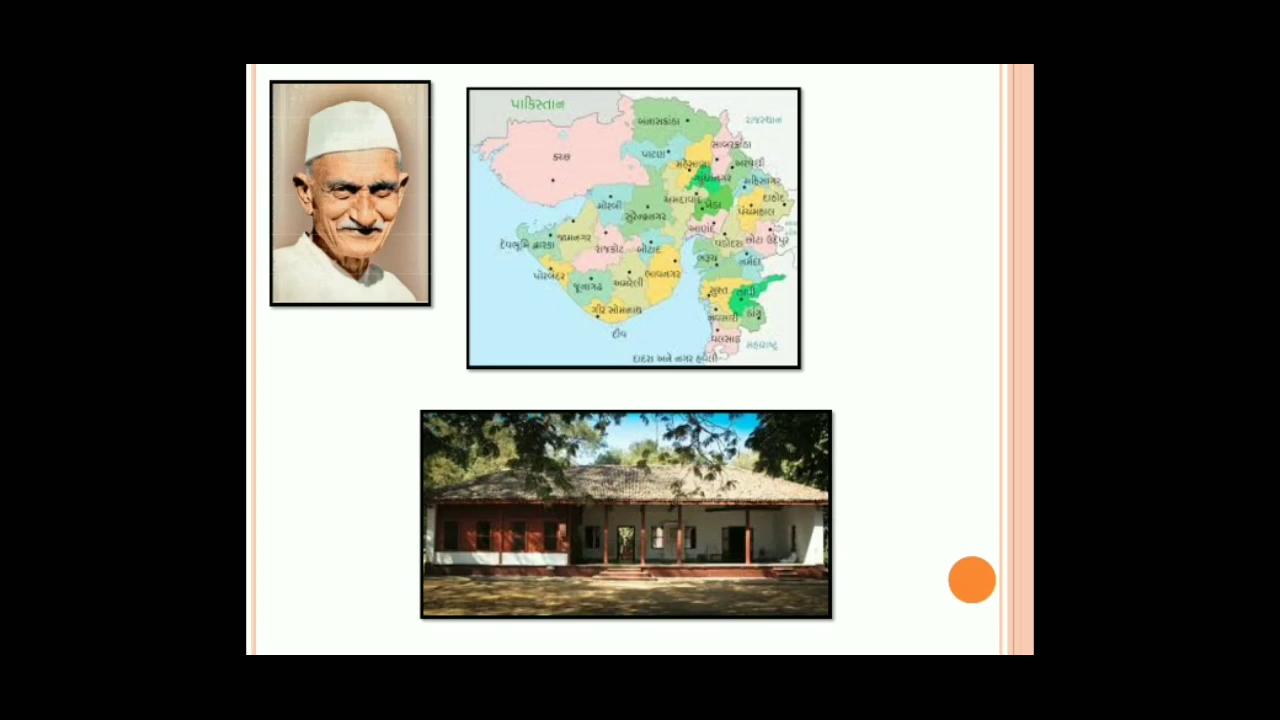 પાકિસ્તાન
રાજસ્થાન
બનાસકાંઠા
સાબરકાંઠા
પાટણ
કચ્છ
મહેસાણા
અરવલ્લી
ગાંધીનગર
મહિસાગર
અમદાવાદ
ખેડા
દાહોદ
મોરબી
પંચમહાલ
સુરેન્દ્રનગર
આણંદ
જામનગર
દેવભૂમિ દ્વારકા
રાજકોટ
બોટાદ
વડોદરા
છોટા ઉદેપુર
ભરૂચ
નર્મદા
પોરબંદર
ભાવનગર
જૂનાગઢ
અમરેલી
સુરત
તાપી
ગીર સોમનાથ
નવસારી
ડાંગ
દીવ
વલસાડ
મહારાષ્ટ્ર
દાદરા અને નગર હવેલી